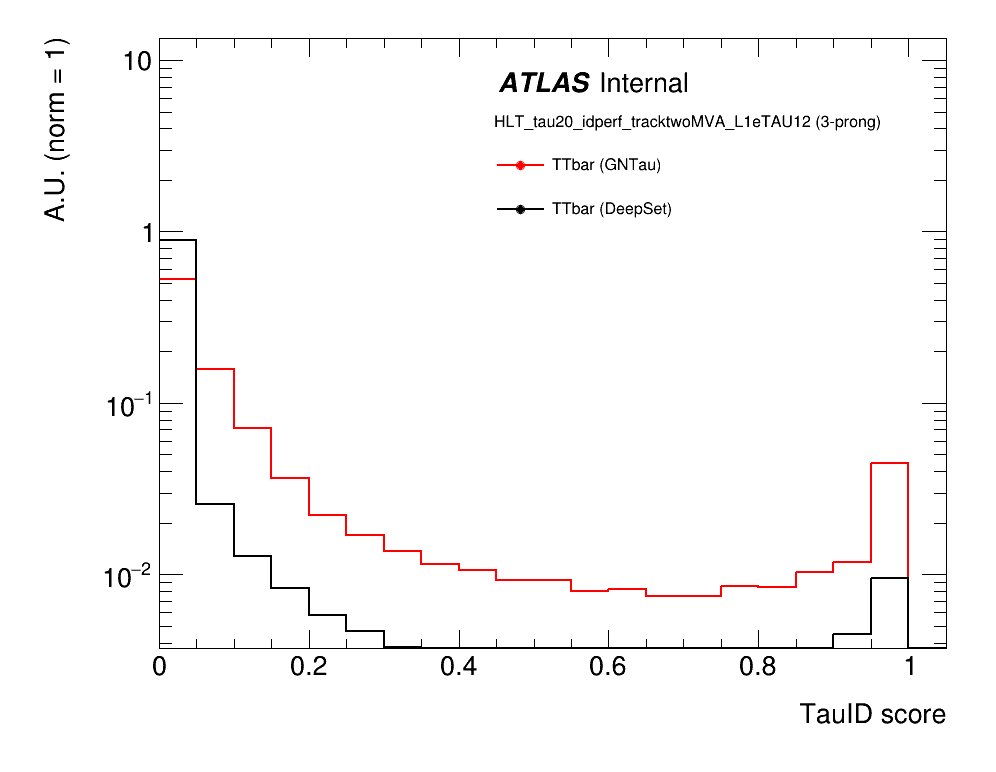 A.U. (norm = 1)
10
1
10⁻¹
10⁻²
ATLAS Internal
HLT_tau20_idperf_tracktwoMVA_L1eTAU12 (3-prong)
TTbar (GNTau)
TTbar (DeepSet)
0 0.2 0.4 0.6 0.8 1
TauID score